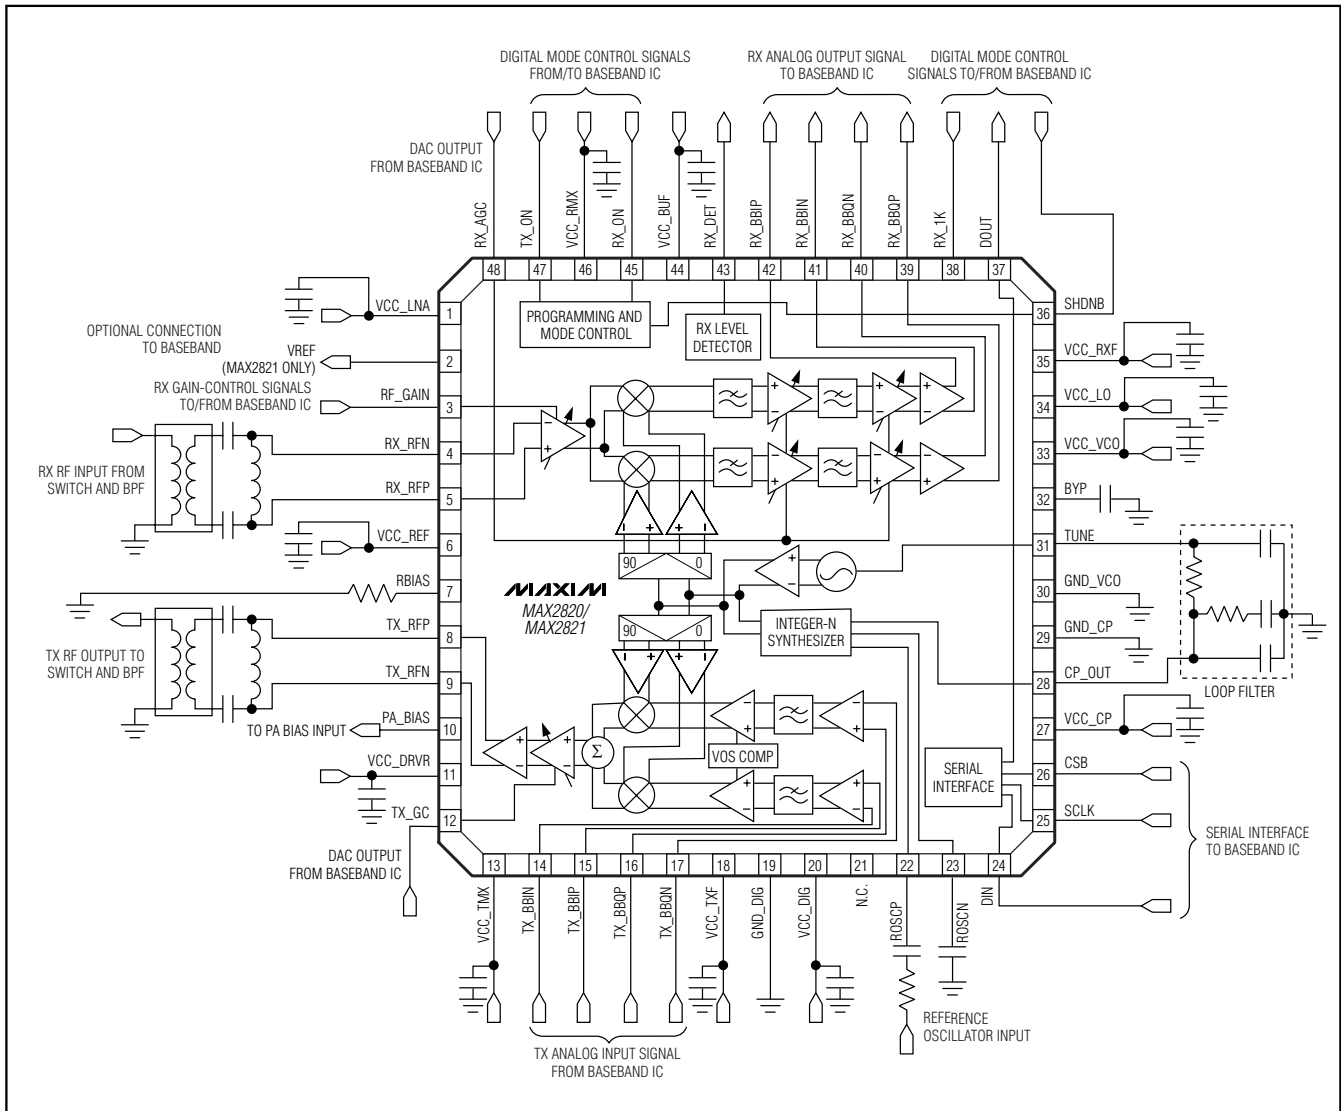 DIGITAL MODE CONTROL SIGNALS
FROM/TO BASEBAND IC
RX ANALOG OUTPUT SIGNAL
TO BASEBAND IC
DIGITAL MODE CONTROL
SIGNALS TO/FROM BASEBAND IC
DAC OUTPUT
FROM BASEBAND IC
RX_AGC
TX_ON
VCC_RMX
RX_ON
VCC_BUF
RX_DET
RX_BBIP
RX_BBIN
RX_BBQN
RX_BBQP
RX_1K
DOUT
48
47
46
45
44
43
42
41
40
39
38
37
VCC_LNA
1
OPTIONAL CONNECTION
TO BASEBAND
VREF
(MAX2821 ONLY)
2
RX GAIN-CONTROL SIGNALS
TO/FROM BASEBAND IC
RF_GAIN
3
RX_RFN
4
RX RF INPUT FROM
SWITCH AND BPF
RX_RFP
5
VCC_REF
6
RBIAS
7
TX_RFP
8
TX RF OUTPUT TO
SWITCH AND BPF
TX_RFN
9
TO PA BIAS INPUT
PA_BIAS
10
VCC_DRVR
11
TX_GC
12
DAC OUTPUT
FROM BASEBAND IC
PROGRAMMING AND
MODE CONTROL
RX LEVEL
DETECTOR
90
0
MAXIM
MAX2820/
MAX2821
90
0
INTEGER-N
SYNTHESIZER
Σ
VOS COMP
SERIAL
INTERFACE
36
SHDNB
35
VCC_RXF
34
VCC_LO
33
VCC_VCO
32
BYP
31
TUNE
30
GND_VCO
29
GND_CP
28
CP_OUT
LOOP FILTER
27
VCC_CP
26
CSB
25
SCLK
SERIAL INTERFACE
TO BASEBAND IC
13
14
15
16
17
18
19
20
21
22
23
24
VCC_TMX
TX_BBIN
TX_BBIP
TX_BBQP
TX_BBQN
VCC_TXF
GND_DIG
VCC_DIG
N.C.
ROSCP
ROSCN
DIN
TX ANALOG INPUT SIGNAL
FROM BASEBAND IC
REFERENCE
OSCILLATOR INPUT